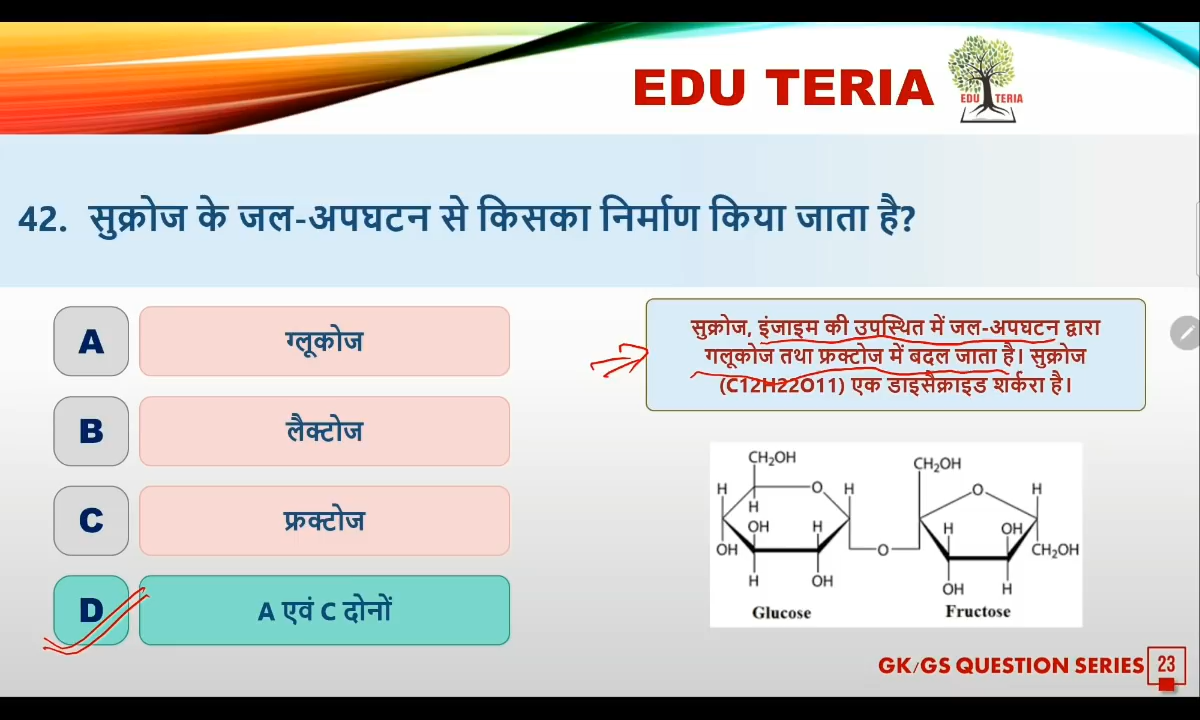 EDU TERIA
EDU TERIA
42. सुक्रोज के जल-अपघटन से किसका निर्माण किया जाता है?
A
ग्लूकोज
B
लैक्टोज
C
फ्रक्टोज
D
A एवं C दोनों
सुक्रोज, इंजाइम की उपस्थित में जल-अपघटन द्वारा
गलूकोज तथा फ्रक्टोज में बदल जाता है। सुक्रोज
(C12H22O11) एक डाइसैक्राइड शर्करा है।
CH₂OH
CH₂OH
H
O
H
O
H
H
OH
H
H
OH
OH
O
CH₂OH
H
OH
OH
H
Glucose
Fructose
GK/GS QUESTION SERIES
23